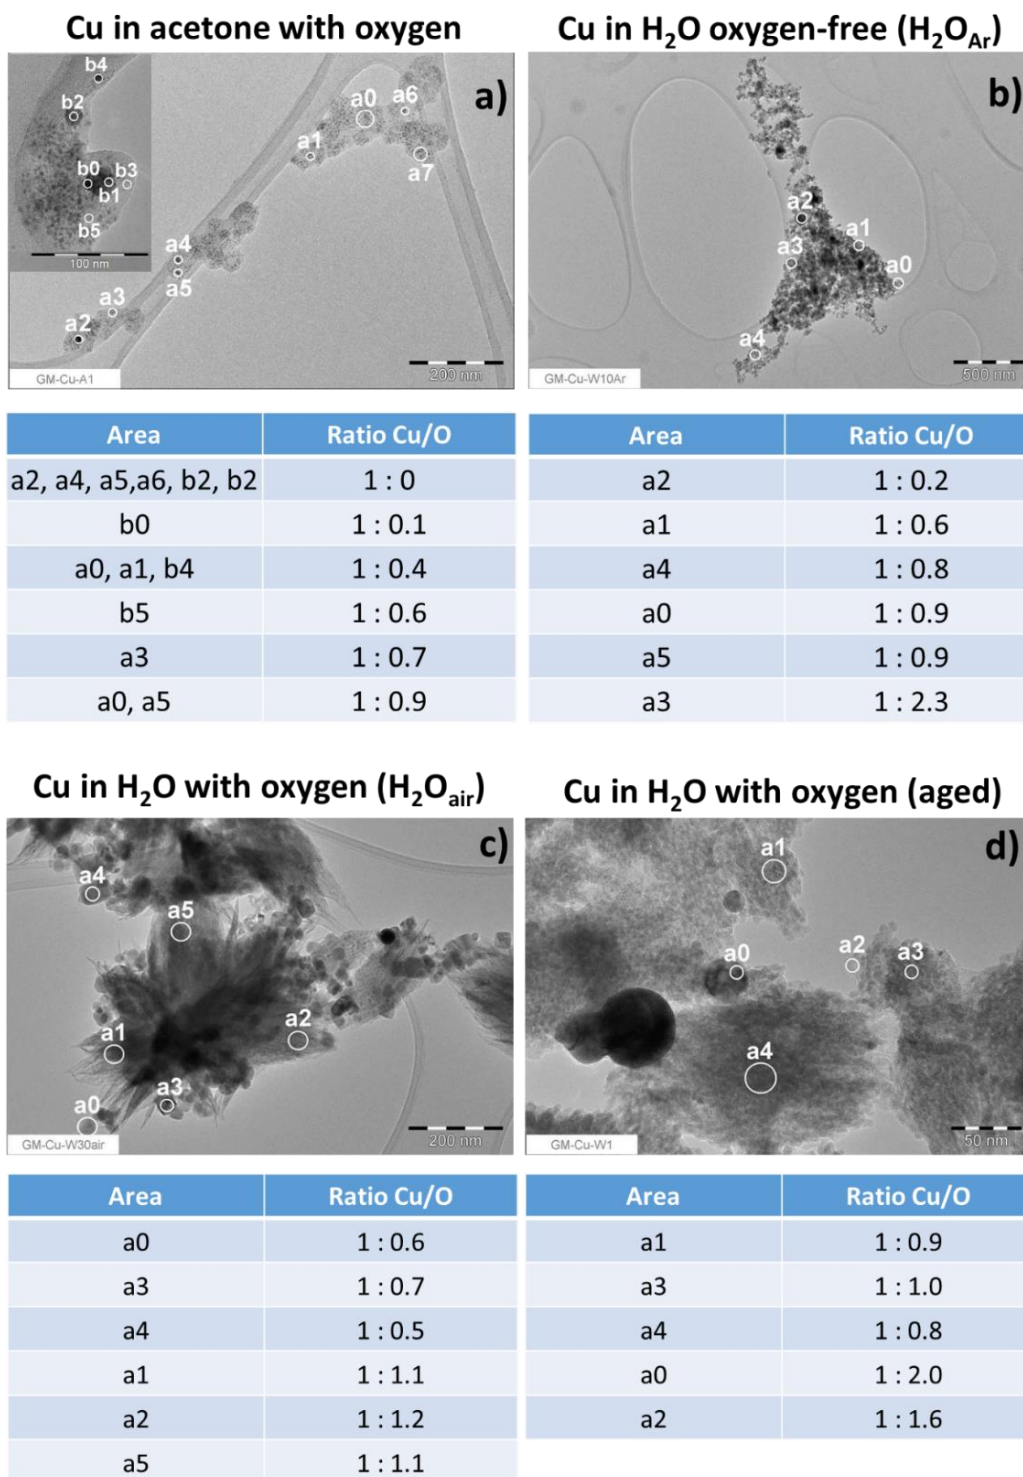 Cu in acetone with oxygen
b4
b2
b0
b3
b1
b5
100 nm
a)
a0
a6
a1
a7
a4
a5
a3
a2
200 nm
GM-Cu-A1
Cu in H₂O oxygen-free (H₂O_Ar)
b)
a2
a1
a3
a0
a4
500 nm
GM-Cu-W10Ar
Area Ratio Cu/O
a2, a4, a5,a6, b2, b2 1 : 0
b0 1 : 0.1
a0, a1, b4 1 : 0.4
b5 1 : 0.6
a3 1 : 0.7
a0, a5 1 : 0.9
Area Ratio Cu/O
a2 1 : 0.2
a1 1 : 0.6
a4 1 : 0.8
a0 1 : 0.9
a5 1 : 0.9
a3 1 : 2.3
Cu in H₂O with oxygen (H₂O_air)
c)
a4
a5
a1
a2
a3
a0
200 nm
GM-Cu-W30air
Cu in H₂O with oxygen (aged)
d)
a1
a0
a2
a3
a4
50 nm
GM-Cu-W1
Area Ratio Cu/O
a0 1 : 0.6
a3 1 : 0.7
a4 1 : 0.5
a1 1 : 1.1
a2 1 : 1.2
a5 1 : 1.1
Area Ratio Cu/O
a1 1 : 0.9
a3 1 : 1.0
a4 1 : 0.8
a0 1 : 2.0
a2 1 : 1.6